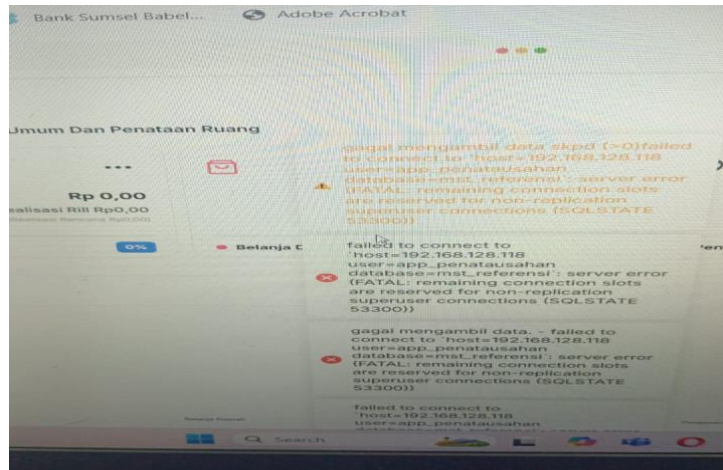 Bank Sumsel Babel...
Adobe Acrobat
Umum Dan Penataan Ruang
Rp 0,00
ealisasi Rill Rp0,00
0%
Belanja D
gagal mengambil data skpd (>0)failed
to connect to `host=192.168.128.118
user=app_penatausahan
database=mst_referensi`: server error
(FATAL: remaining connection slots
are reserved for non-replication
superuser connections (SQLSTATE
53300))
failed to connect to
`host=192.168.128.118
user=app_penatausahan
database=mst_referensi`: server error
(FATAL: remaining connection slots
are reserved for non-replication
superuser connections (SQLSTATE
53300))
gagal mengambil data. - failed to
connect to `host=192.168.128.118
user=app_penatausahan
database=mst_referensi`: server error
(FATAL: remaining connection slots
are reserved for non-replication
superuser connections (SQLSTATE
53300))
failed to connect to
`host=192.168.128.118
user=app_penatausahan
Search